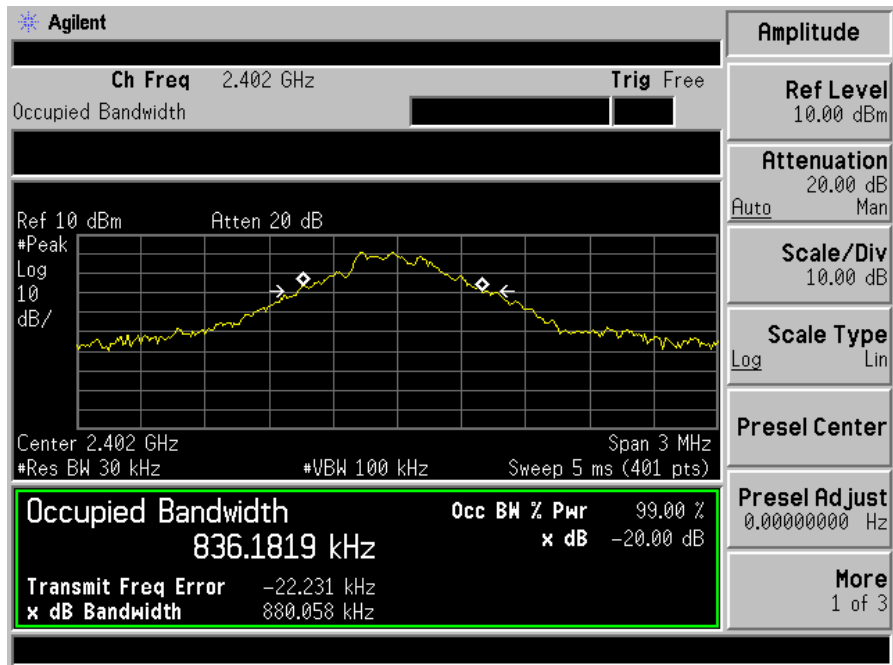 Agilent
Ch Freq 2.402 GHz Trig Free
Occupied Bandwidth
Ref 10 dBm Atten 20 dB
#Peak
Log
10
dB/
Center 2.402 GHz Span 3 MHz
#Res BW 30 kHz #VBW 100 kHz Sweep 5 ms (401 pts)
Occupied Bandwidth
836.1819 kHz
Occ BW % Pwr 99.00 %
x dB -20.00 dB
Transmit Freq Error -22.231 kHz
x dB Bandwidth 880.058 kHz
Amplitude
Ref Level
10.00 dBm
Attenuation
20.00 dB
Auto Man
Scale/Div
10.00 dB
Scale Type
Log Lin
Presel Center
Presel Adjust
0.00000000 Hz
More
1 of 3